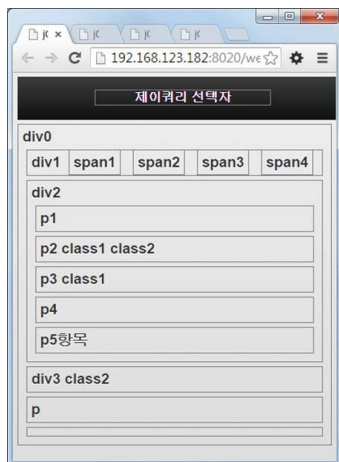 192.168.123.182:8020/we
제이쿼리 선택자
div0
div1 span1 span2 span3 span4
div2
p1
p2 class1 class2
p3 class1
p4
p5항목
div3 class2
p